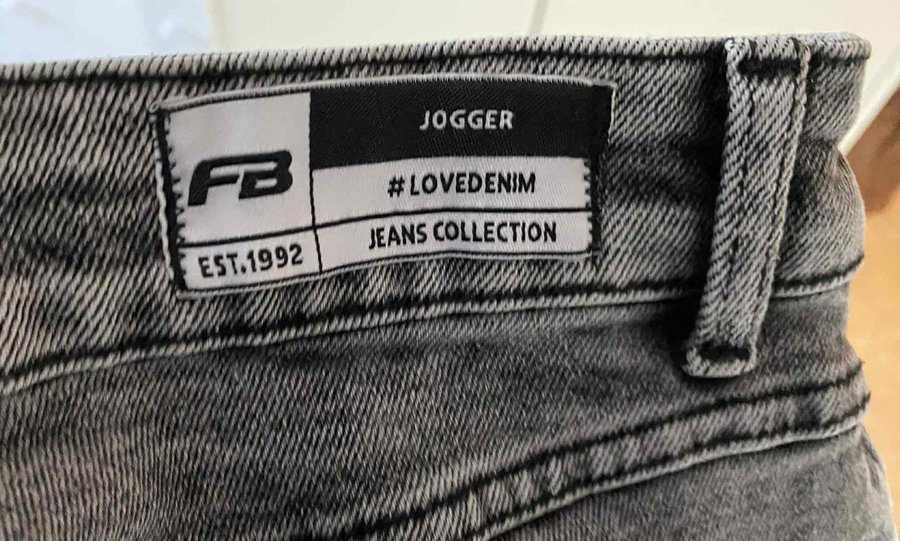 JOGGER
FB
#LOVEDENIM
EST.1992
JEANS COLLECTION